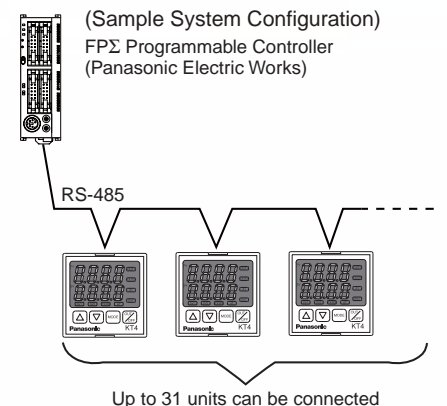 (Sample System Configuration)
FPΣ Programmable Controller
(Panasonic Electric Works)
RS-485
MODE
Panasonic KT4
MODE
Panasonic KT4
MODE
Panasonic KT4
Up to 31 units can be connected